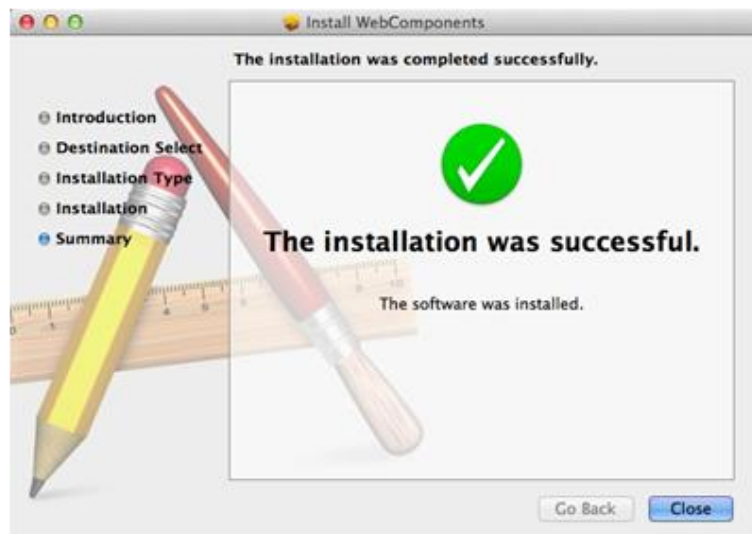 Install WebComponents
The installation was completed successfully.
Introduction
Destination Select
Installation Type
Installation
Summary
The installation was successful.
The software was installed.
Go Back
Close